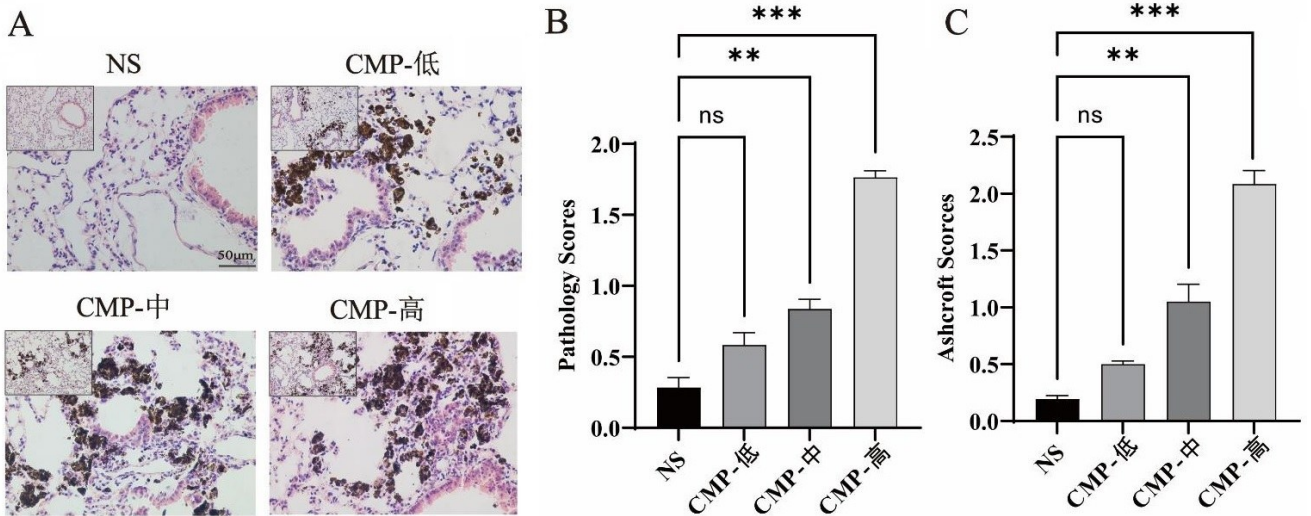 A
NS
CMP-低
50μm
CMP-中
CMP-高
B
***
**
ns
Pathology Scores
2.0
1.5
1.0
0.5
0.0
NS
CMP-低
CMP-中
CMP-高
C
***
**
ns
Ashcroft Scores
2.5
2.0
1.5
1.0
0.5
0.0
NS
CMP-低
CMP-中
CMP-高